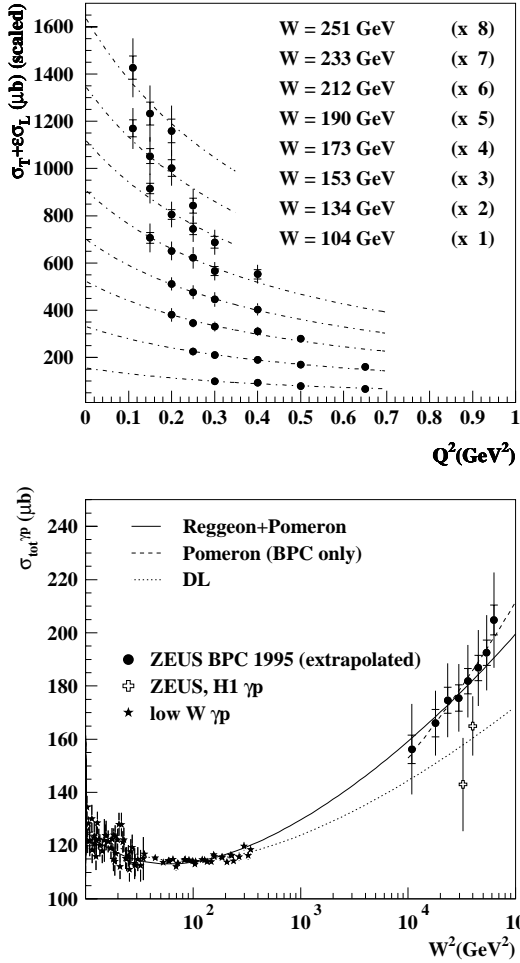 σT+εσL (μb) (scaled)
1600
1400
1200
1000
800
600
400
200
W = 251 GeV (x 8)
W = 233 GeV (x 7)
W = 212 GeV (x 6)
W = 190 GeV (x 5)
W = 173 GeV (x 4)
W = 153 GeV (x 3)
W = 134 GeV (x 2)
W = 104 GeV (x 1)
0 0.1 0.2 0.3 0.4 0.5 0.6 0.7 0.8 0.9 1
Q²(GeV²)
σtot^γp (μb)
250
240
220
200
180
160
140
120
100
Reggeon+Pomeron
Pomeron (BPC only)
DL
ZEUS BPC 1995 (extrapolated)
ZEUS, H1 γp
low W γp
10² 10³ 10⁴ 10
W²(GeV²)